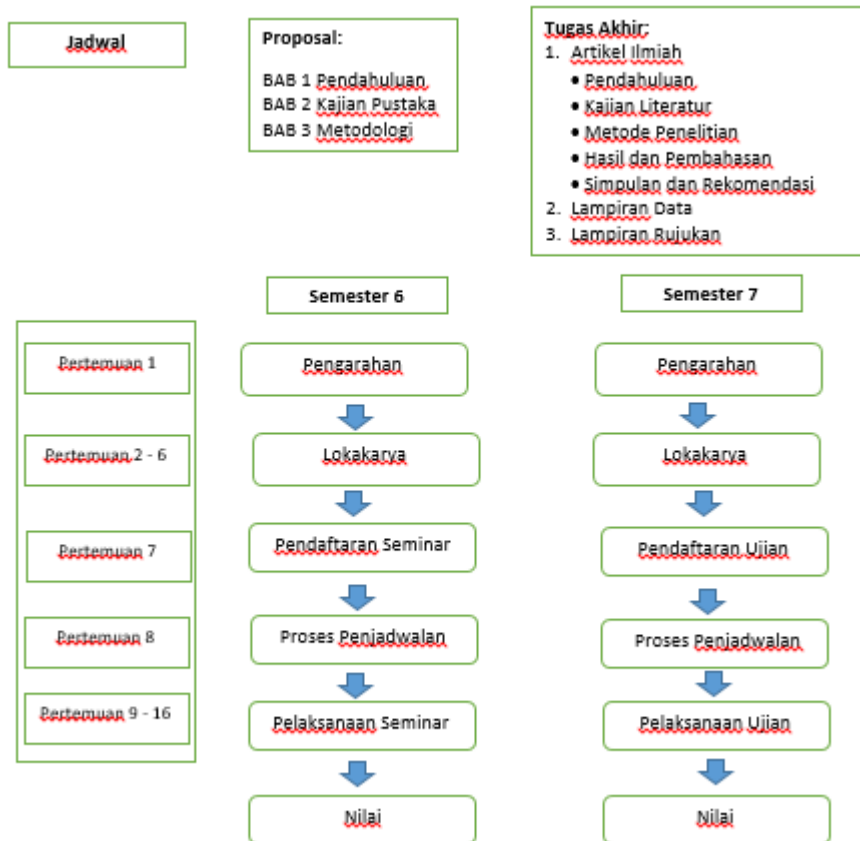 Jadwal
Proposal:
BAB 1 Pendahuluan
BAB 2 Kajian Pustaka
BAB 3 Metodologi
Tugas Akhir:
1. Artikel Ilmiah
• Pendahuluan
• Kajian Literatur
• Metode Penelitian
• Hasil dan Pembahasan
• Simpulan dan Rekomendasi
2. Lampiran Data
3. Lampiran Rujukan
Semester 6
Semester 7
Pertemuan 1
Pengarahan
Pengarahan
Pertemuan 2 - 6
Lokakarya
Lokakarya
Pertemuan 7
Pendaftaran Seminar
Pendaftaran Ujian
Pertemuan 8
Proses Penjadwalan
Proses Penjadwalan
Pertemuan 9 - 16
Pelaksanaan Seminar
Pelaksanaan Ujian
Nilai
Nilai